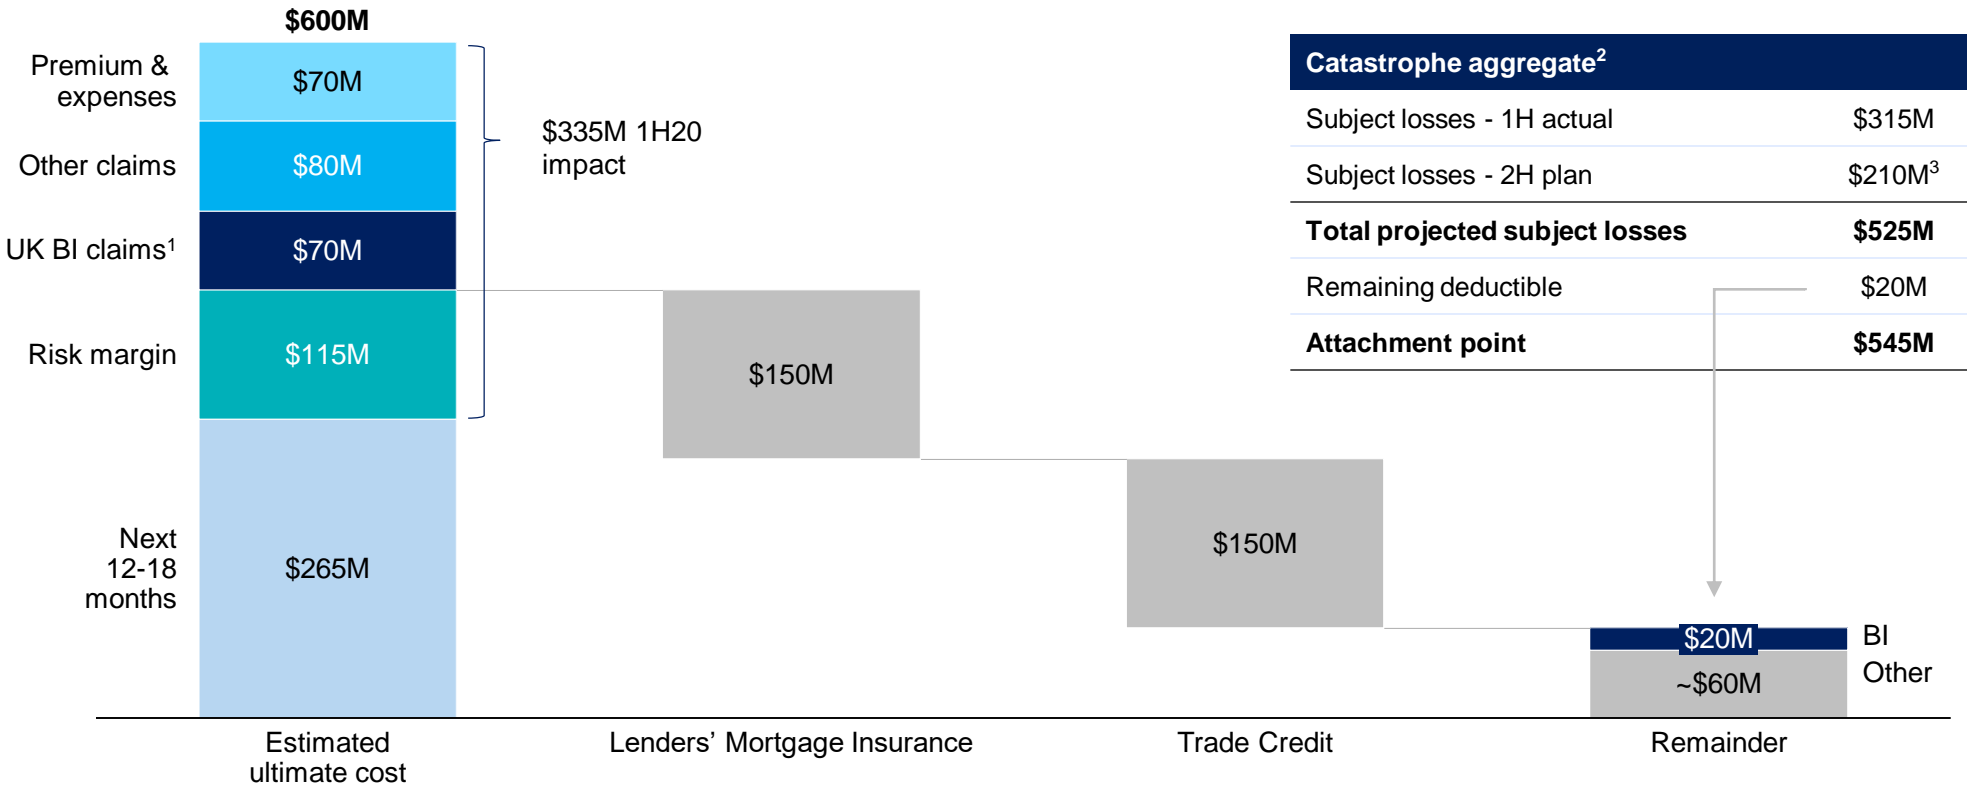 $600M
Premium &
expenses
$70M
Other claims
$80M
UK BI claims¹
$70M
Risk margin
$115M
Next
12-18
months
$265M
$335M 1H20
impact
$150M
$150M
$20M
~$60M
BI
Other
Estimated
ultimate cost
Lenders’ Mortgage Insurance
Trade Credit
Remainder
Catastrophe aggregate²
Subject losses - 1H actual $315M
Subject losses - 2H plan $210M³
Total projected subject losses $525M
Remaining deductible $20M
Attachment point $545M